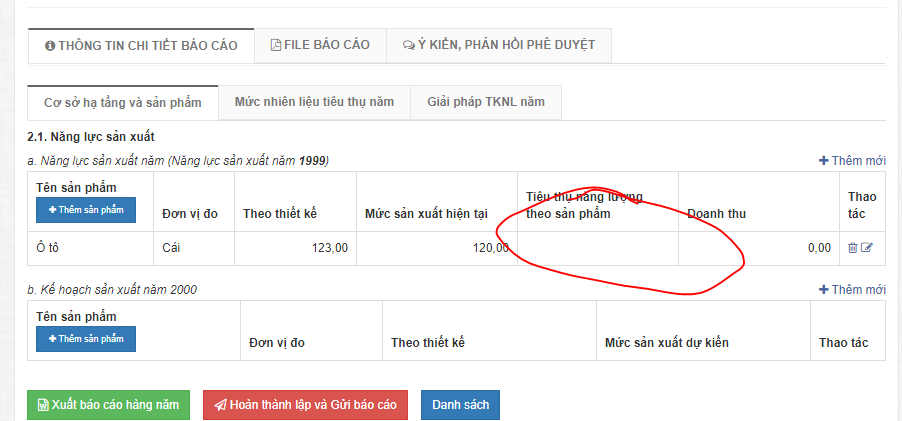 THÔNG TIN CHI TIẾT BÁO CÁO FILE BÁO CÁO Ý KIẾN, PHẢN HỒI PHÊ DUYỆT
Cơ sở hạ tầng và sản phẩm Mức nhiên liệu tiêu thụ năm Giải pháp TKNL năm
2.1. Năng lực sản xuất
a. Năng lực sản xuất năm (Năng lực sản xuất năm 1999) + Thêm mới
Tên sản phẩm
+ Thêm sản phẩm
Đơn vị đo
Theo thiết kế
Mức sản xuất hiện tại
Tiêu thụ năng lượng
theo sản phẩm
Doanh thu
Thao
tác
Ô tô Cái 123,00 120,00 0,00
b. Kế hoạch sản xuất năm 2000 + Thêm mới
Tên sản phẩm
+ Thêm sản phẩm
Đơn vị đo Theo thiết kế Mức sản xuất dự kiến Thao tác
Xuất báo cáo hàng năm Hoàn thành lập và Gửi báo cáo Danh sách